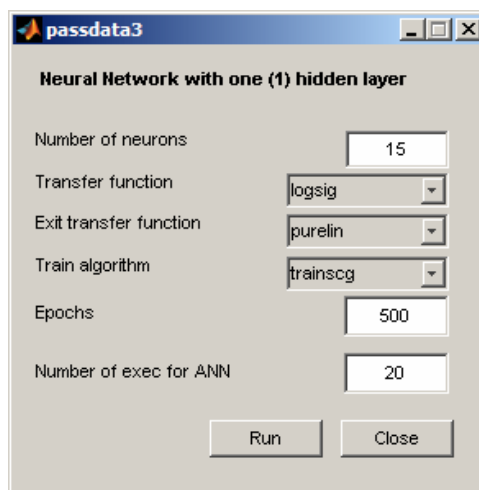 passdata3
Neural Network with one (1) hidden layer
Number of neurons 15
Transfer function logsig
Exit transfer function purelin
Train algorithm trainscg
Epochs 500
Number of exec for ANN 20
Run Close